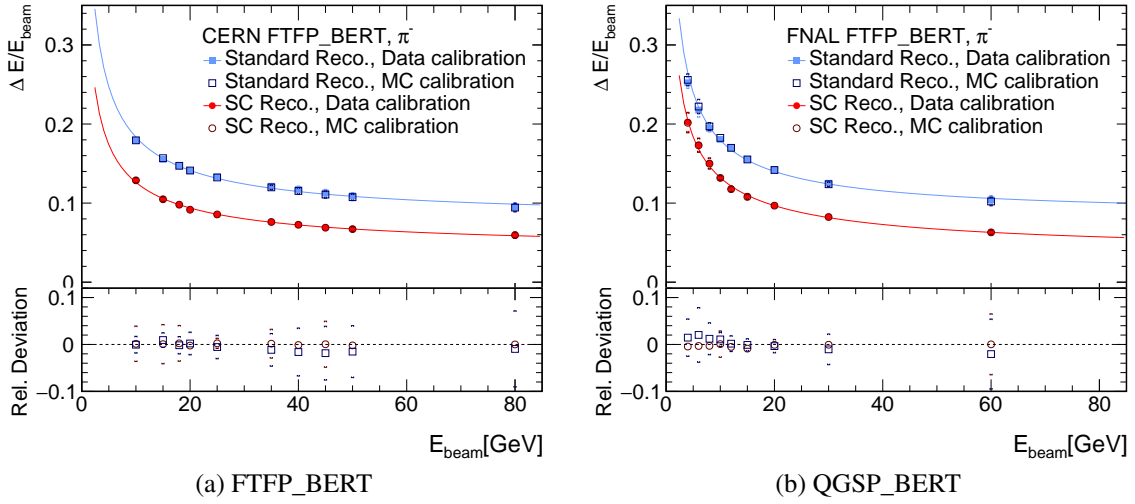 Δ E/E_beam
0.3
0.2
0.1
0
CERN FTFP_BERT, π⁻
Standard Reco., Data calibration
Standard Reco., MC calibration
SC Reco., Data calibration
SC Reco., MC calibration
Rel. Deviation
0.1
0
−0.1
0 20 40 60 80
E_beam[GeV]
(a) FTFP_BERT
Δ E/E_beam
0.3
0.2
0.1
0
FNAL FTFP_BERT, π⁻
Standard Reco., Data calibration
Standard Reco., MC calibration
SC Reco., Data calibration
SC Reco., MC calibration
Rel. Deviation
0.1
0
−0.1
0 20 40 60 80
E_beam[GeV]
(b) QGSP_BERT